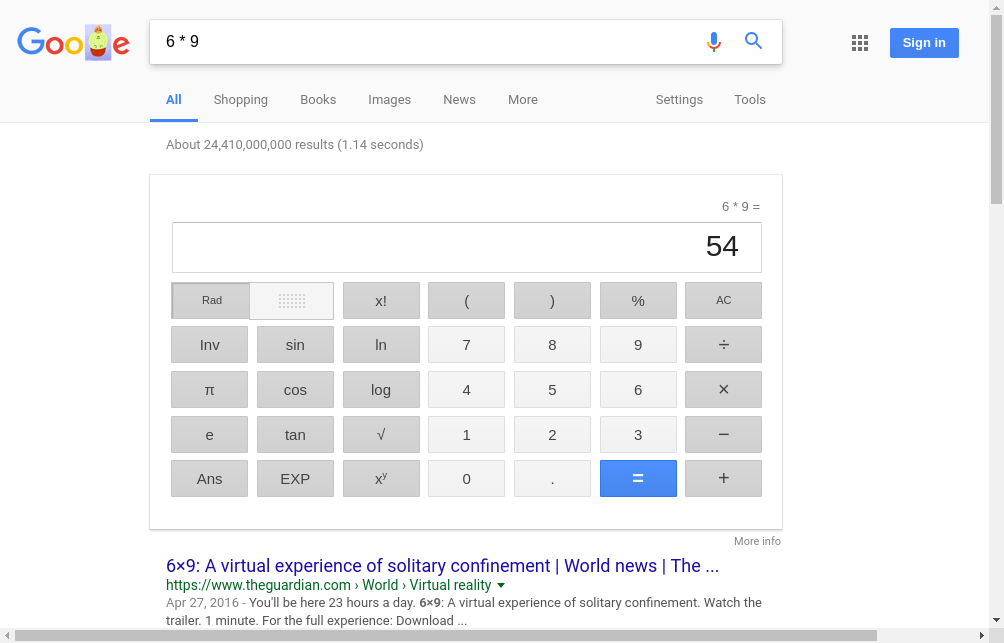 Google
6 * 9
Sign in
All Shopping Books Images News More Settings Tools
About 24,410,000,000 results (1.14 seconds)
6 * 9 =
54
Rad x! ( ) % AC
Inv sin ln 7 8 9 ÷
π cos log 4 5 6 ×
e tan √ 1 2 3 −
Ans EXP xʸ 0 . = +
More info
6×9: A virtual experience of solitary confinement | World news | The ...
https://www.theguardian.com › World › Virtual reality
Apr 27, 2016 - You'll be here 23 hours a day. 6×9: A virtual experience of solitary confinement. Watch the
trailer. 1 minute. For the full experience: Download ...